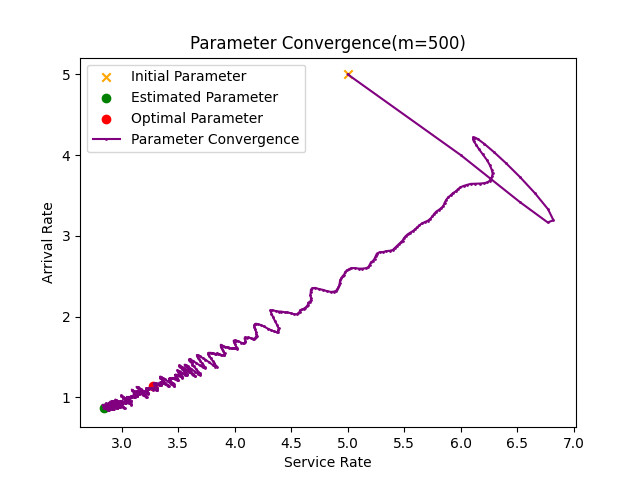 Parameter Convergence(m=500)
Initial Parameter
Estimated Parameter
Optimal Parameter
Parameter Convergence
5
4
3
2
1
Arrival Rate
3.0 3.5 4.0 4.5 5.0 5.5 6.0 6.5 7.0
Service Rate